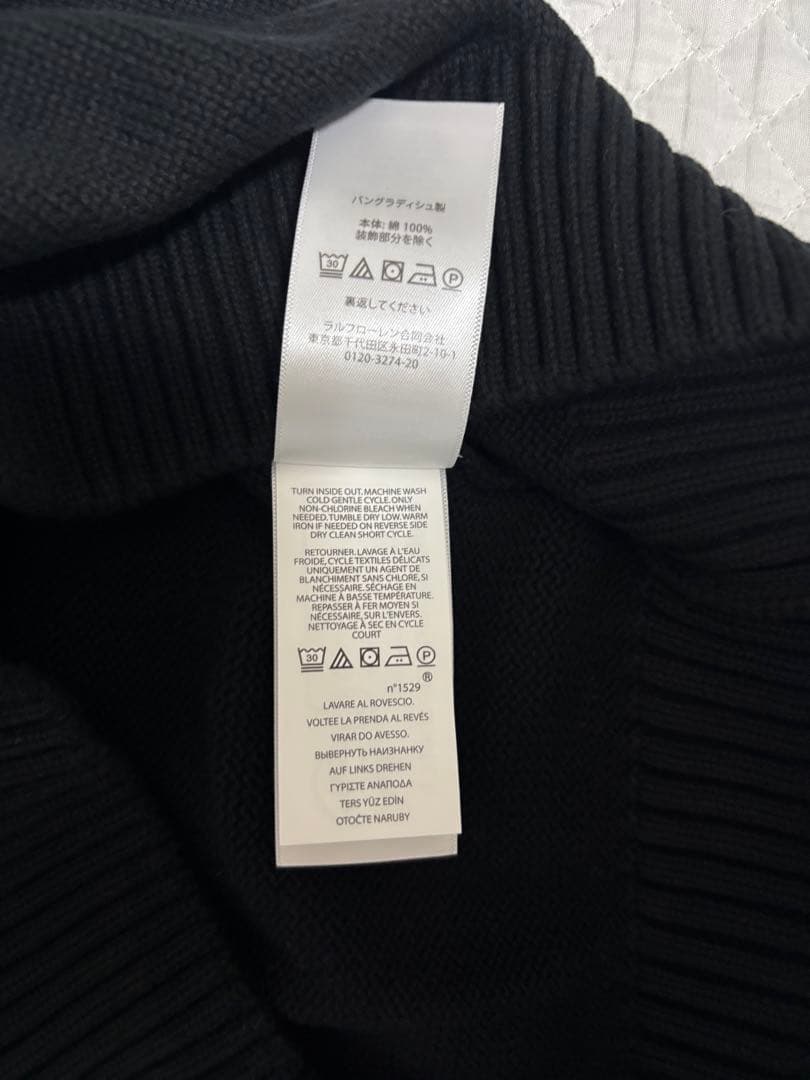 バングラディシュ製
本体: 綿 100%
装飾部分を除く
30 P
裏返してください
ラルフローレン合同会社
東京都千代田区永田町2-10-1
0120-3274-20
TURN INSIDE OUT.MACHINE WASH
COLD GENTLE CYCLE.ONLY
NON-CHLORINE BLEACH WHEN
NEEDED.TUMBLE DRY LOW.WARM
IRON IF NEEDED ON REVERSE SIDE
DRY CLEAN SHORT CYCLE.
RETOURNER.LAVAGE À L'EAU
FROIDE,CYCLE TEXTILES DÉLICATS
UNIQUEMENT UN AGENT DE
BLANCHIMENT SANS CHLORE, SI
NÉCESSAIRE. SÉCHAGE EN
MACHINE À BASSE TEMPÉRATURE.
REPASSER À FER MOYEN SI
NÉCESSAIRE, SUR L'ENVERS.
NETTOYAGE À SEC EN CYCLE
COURT
30 P
®
n°1529
LAVARE AL ROVESCIO.
VOLTEE LA PRENDA AL REVÉS
VIRAR DO AVESSO.
ВЫВЕРНУТЬ НАИЗНАНКУ
AUF LINKS DREHEN
ΓΥΡΙΣΤΕ ΑΝΑΠΟΔΑ
TERS YÜZ EDİN
OTOČTE NARUBY